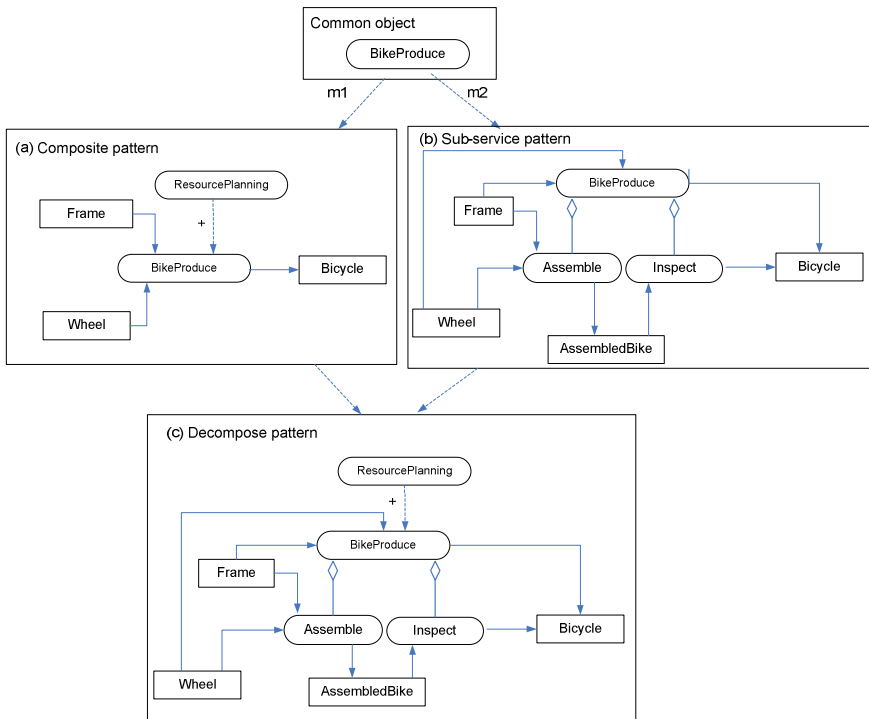 Common object
BikeProduce
m1
m2
(a) Composite pattern
ResourcePlanning
+
Frame
BikeProduce
Bicycle
Wheel
(b) Sub-service pattern
BikeProduce
Frame
Assemble
Inspect
Bicycle
Wheel
AssembledBike
(c) Decompose pattern
ResourcePlanning
+
BikeProduce
Frame
Assemble
Inspect
Bicycle
Wheel
AssembledBike